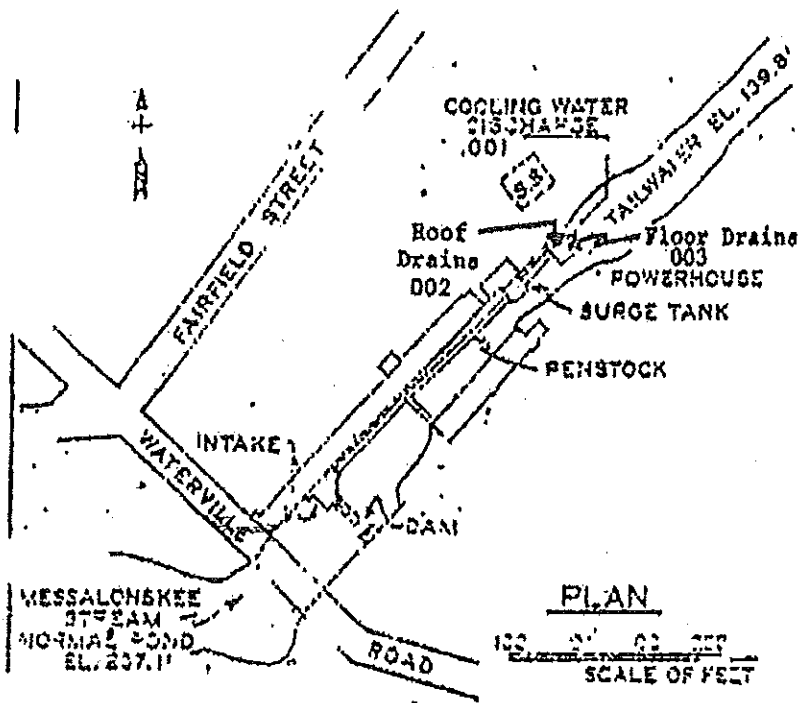 COOLING WATER
DISCHARGE
001
S.S.
TAILWATER EL. 139.8'
FAIRFIELD STREET
Roof
Drains
002
Floor Drains
003
POWERHOUSE
SURGE TANK
PENSTOCK
INTAKE
WATERVILLE
DAM
MESSALONSKEE
STREAM
NORMAL POND
EL. 207.1'
ROAD
PLAN
SCALE OF FEET